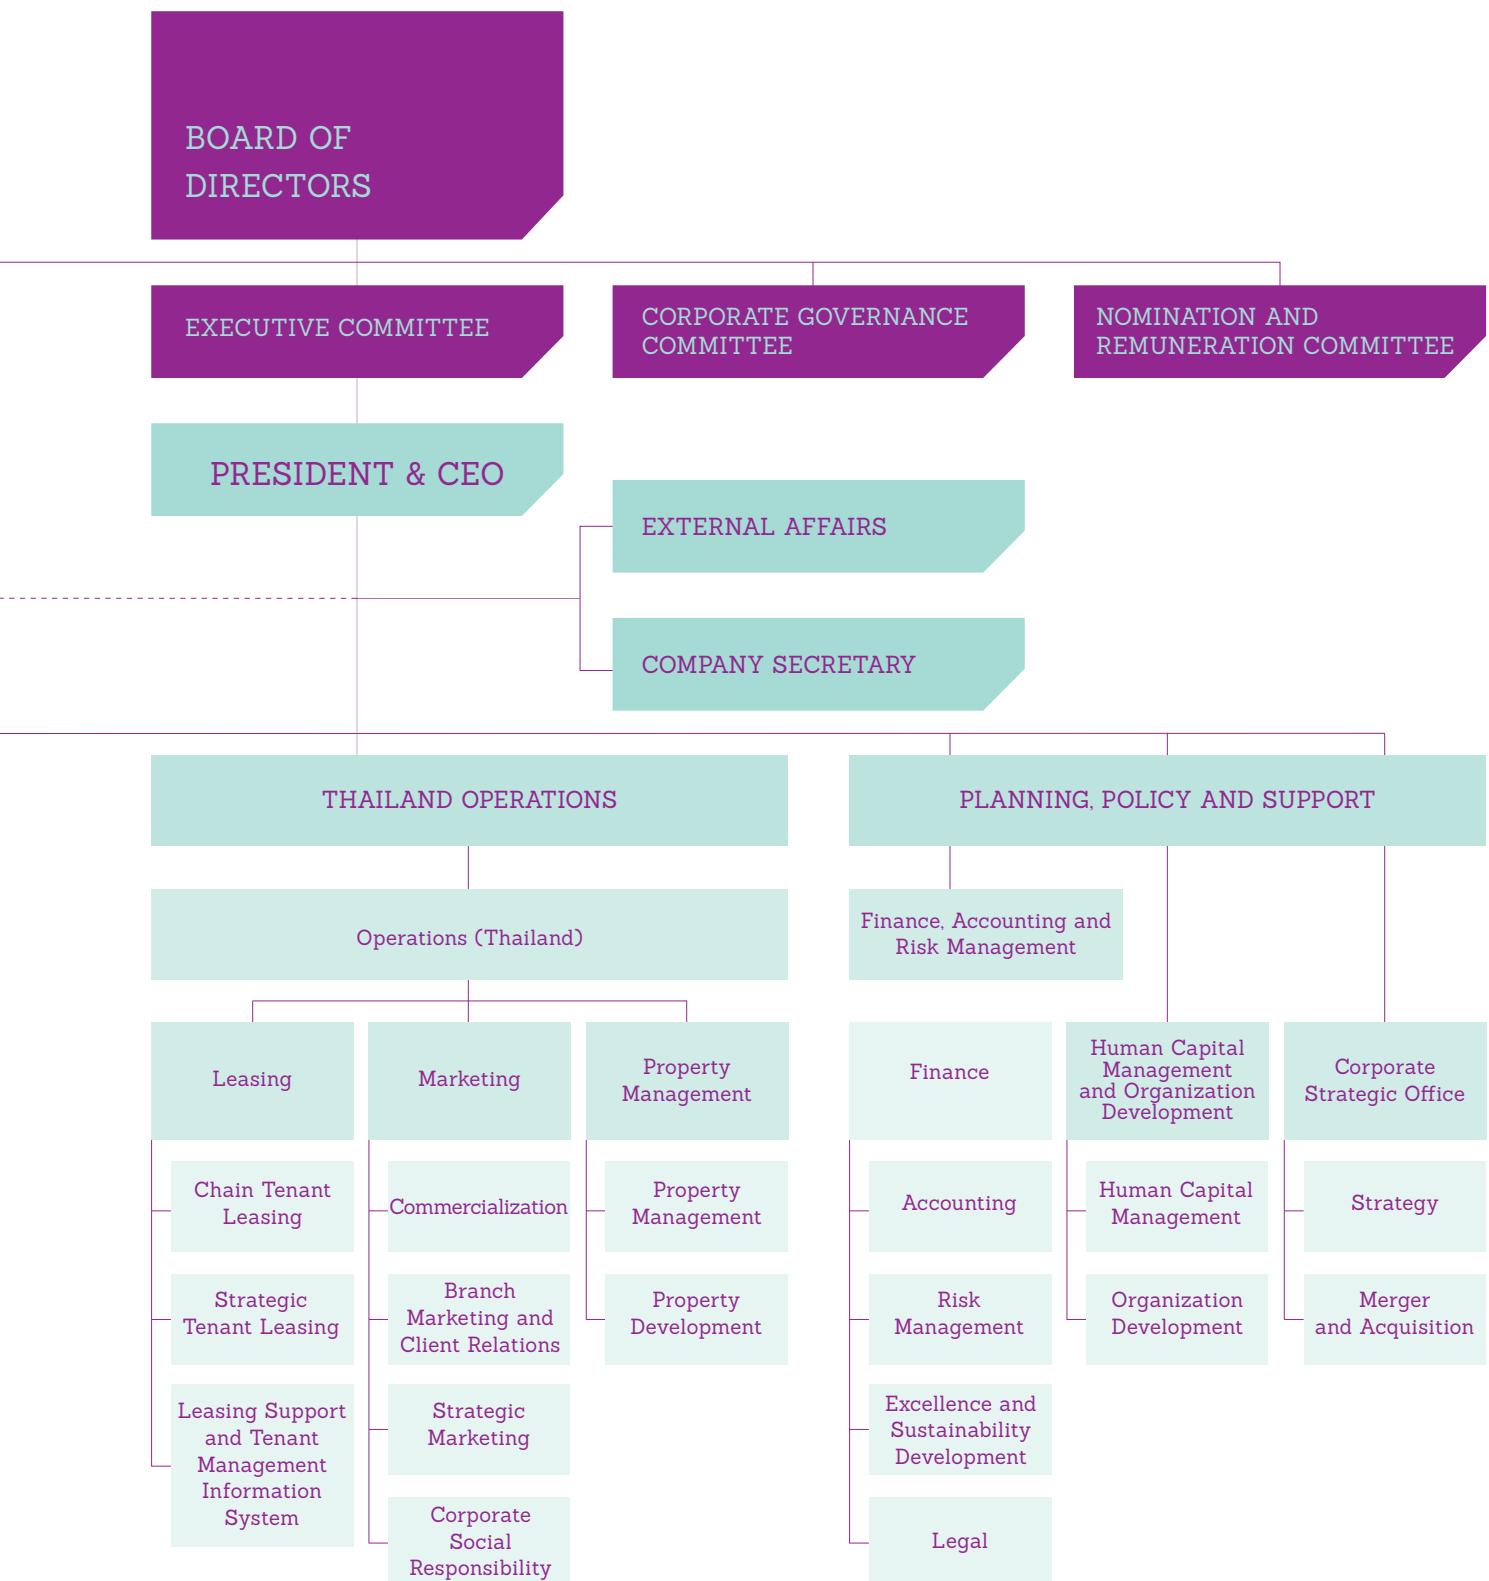 BOARD OF
DIRECTORS
EXECUTIVE COMMITTEE
CORPORATE GOVERNANCE
COMMITTEE
NOMINATION AND
REMUNERATION COMMITTEE
PRESIDENT & CEO
EXTERNAL AFFAIRS
COMPANY SECRETARY
THAILAND OPERATIONS
PLANNING, POLICY AND SUPPORT
Operations (Thailand)
Finance, Accounting and
Risk Management
Leasing
Marketing
Property
Management
Finance
Human Capital
Management
and Organization
Development
Corporate
Strategic Office
Chain Tenant
Leasing
Commercialization
Property
Management
Accounting
Human Capital
Management
Strategy
Strategic
Tenant Leasing
Branch
Marketing and
Client Relations
Property
Development
Risk
Management
Organization
Development
Merger
and Acquisition
Leasing Support
and Tenant
Management
Information
System
Strategic
Marketing
Excellence and
Sustainability
Development
Corporate
Social
Responsibility
Legal